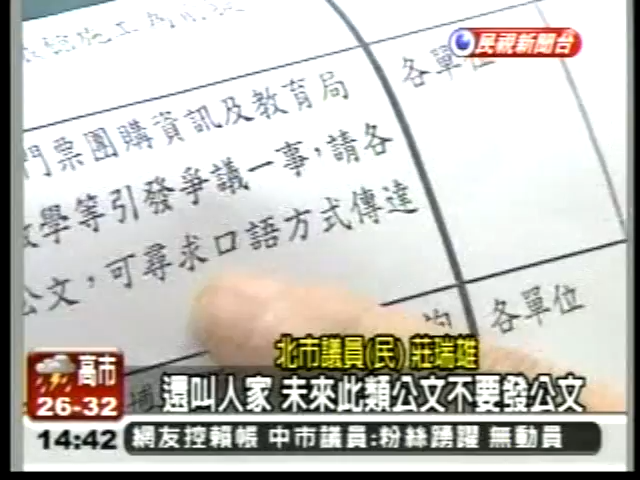 民視新聞台
各單位
門票團購資訊及教育局
教學等引發爭議一事,請各
公文,可尋求口語方式傳達
各單位
北市議員(民) 莊瑞雄
還叫人家 未來此類公文不要發公文
高市
26-32
14:42
網友控賴帳 中市議員:粉絲踴躍 無動員